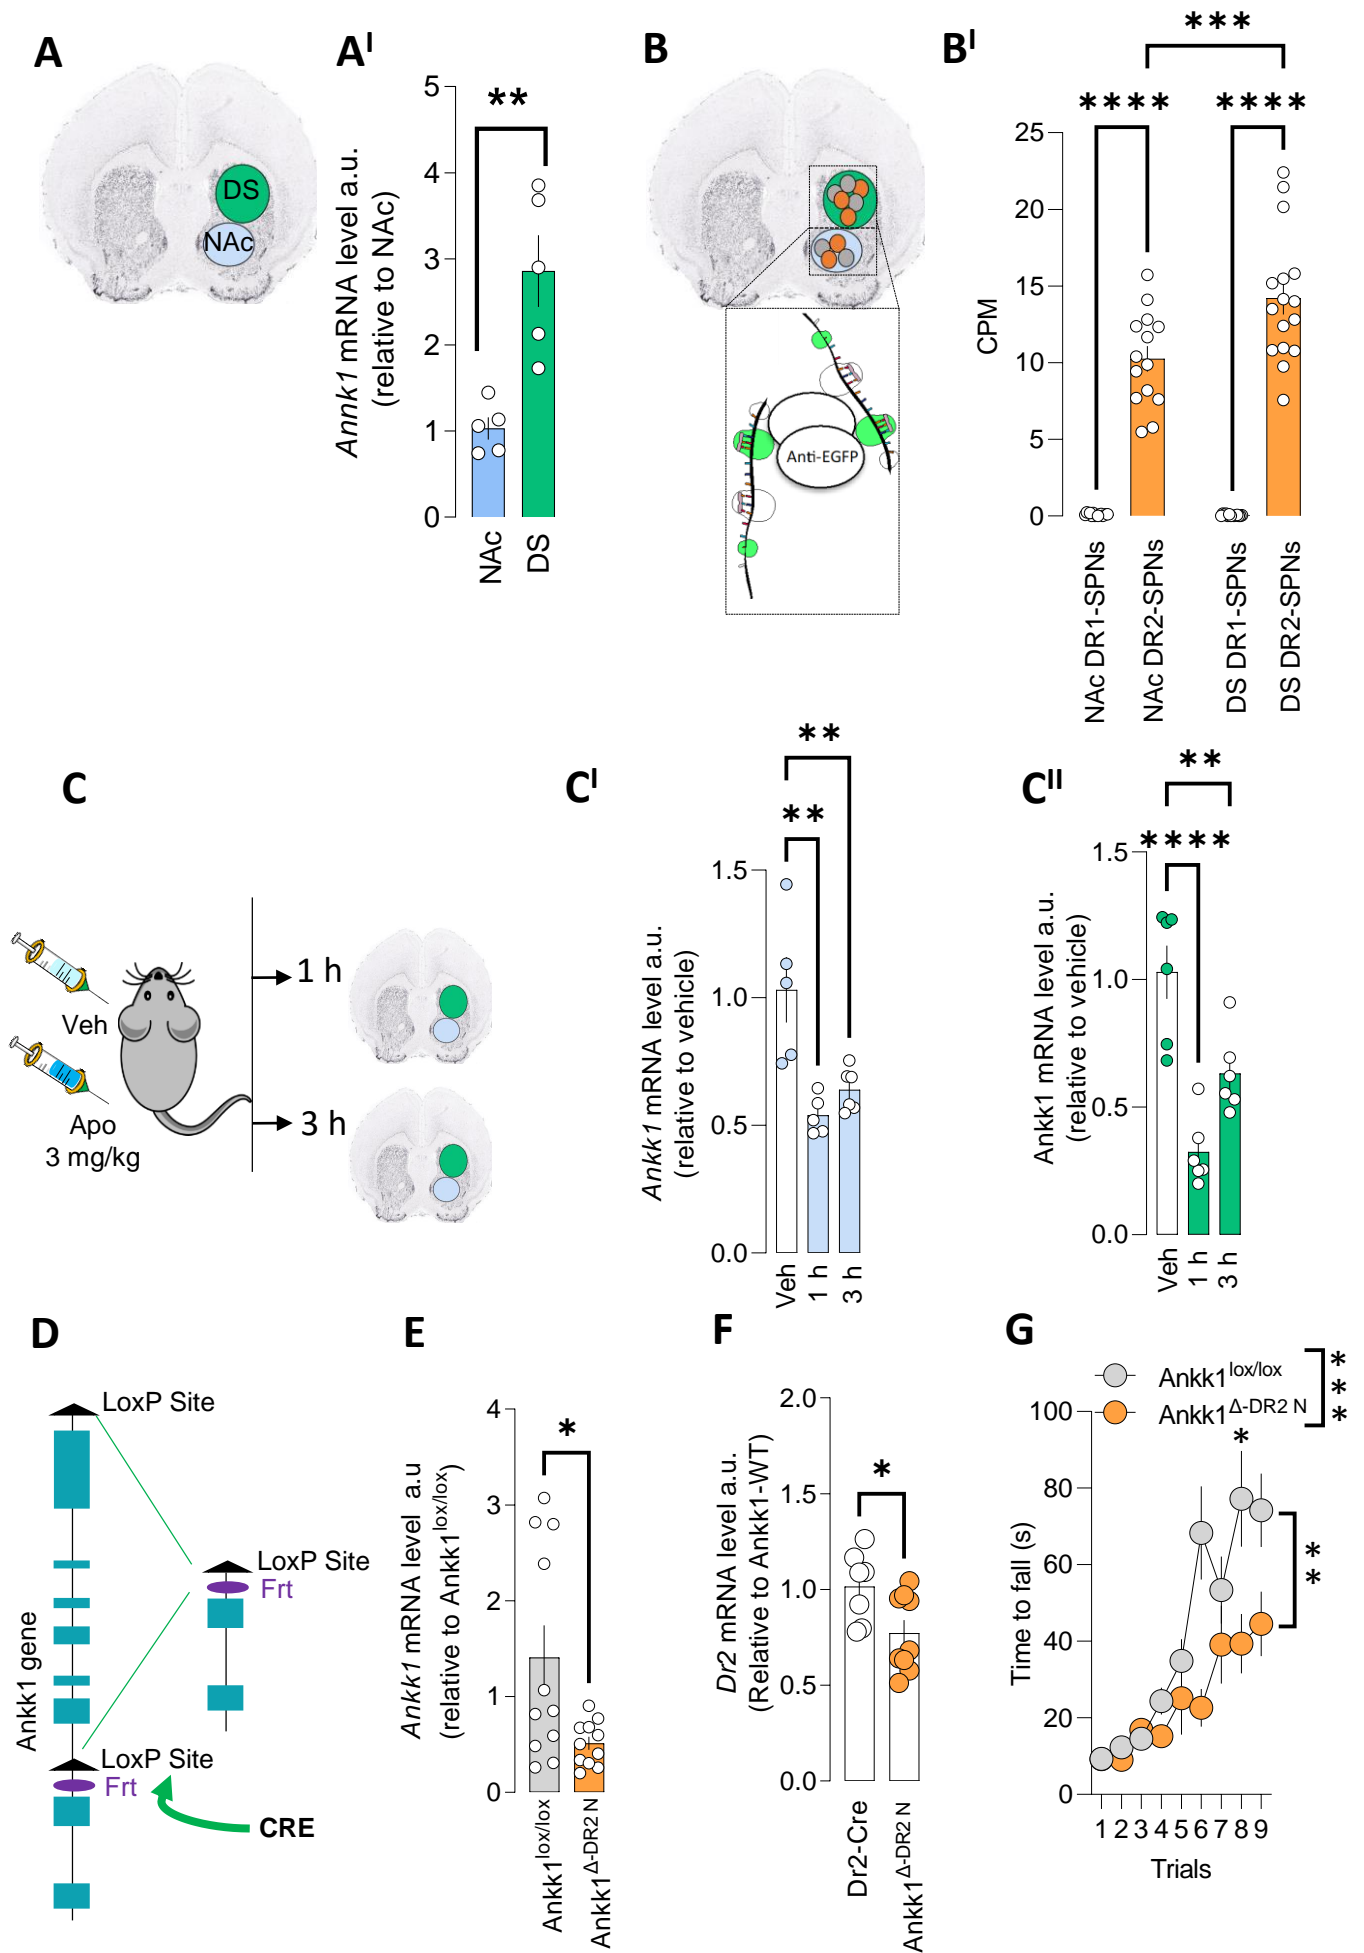 A
DS
NAc
A^I
**
Annk1 mRNA level a.u.
(relative to NAc)
5
4
3
2
1
0
NAc
DS
B
Anti-EGFP
B^I
***
**** ****
CPM
25
20
15
10
5
0
NAc DR1-SPNs
NAc DR2-SPNs
DS DR1-SPNs
DS DR2-SPNs
C
Veh
Apo
3 mg/kg
1 h
3 h
C^I
**
**
Ankk1 mRNA level a.u.
(relative to vehicle)
1.5
1.0
0.5
0.0
Veh
1 h
3 h
C^II
**
****
Ankk1 mRNA level a.u.
(relative to vehicle)
1.5
1.0
0.5
0.0
Veh
1 h
3 h
D
Ankk1 gene
LoxP Site
LoxP Site
Frt
LoxP Site
Frt
CRE
E
*
Ankk1 mRNA level a.u
(relative to Ankk1^lox/lox)
4
3
2
1
0
Ankk1^lox/lox
Ankk1^Δ-DR2 N
F
*
Dr2 mRNA level a.u.
(Relative to Ankk1-WT)
2.0
1.5
1.0
0.5
0.0
Dr2-Cre
Ankk1^Δ-DR2 N
G
Ankk1^lox/lox
Ankk1^Δ-DR2 N
***
*
**
Time to fall (s)
100
80
60
40
20
0
1 2 3 4 5 6 7 8 9
Trials